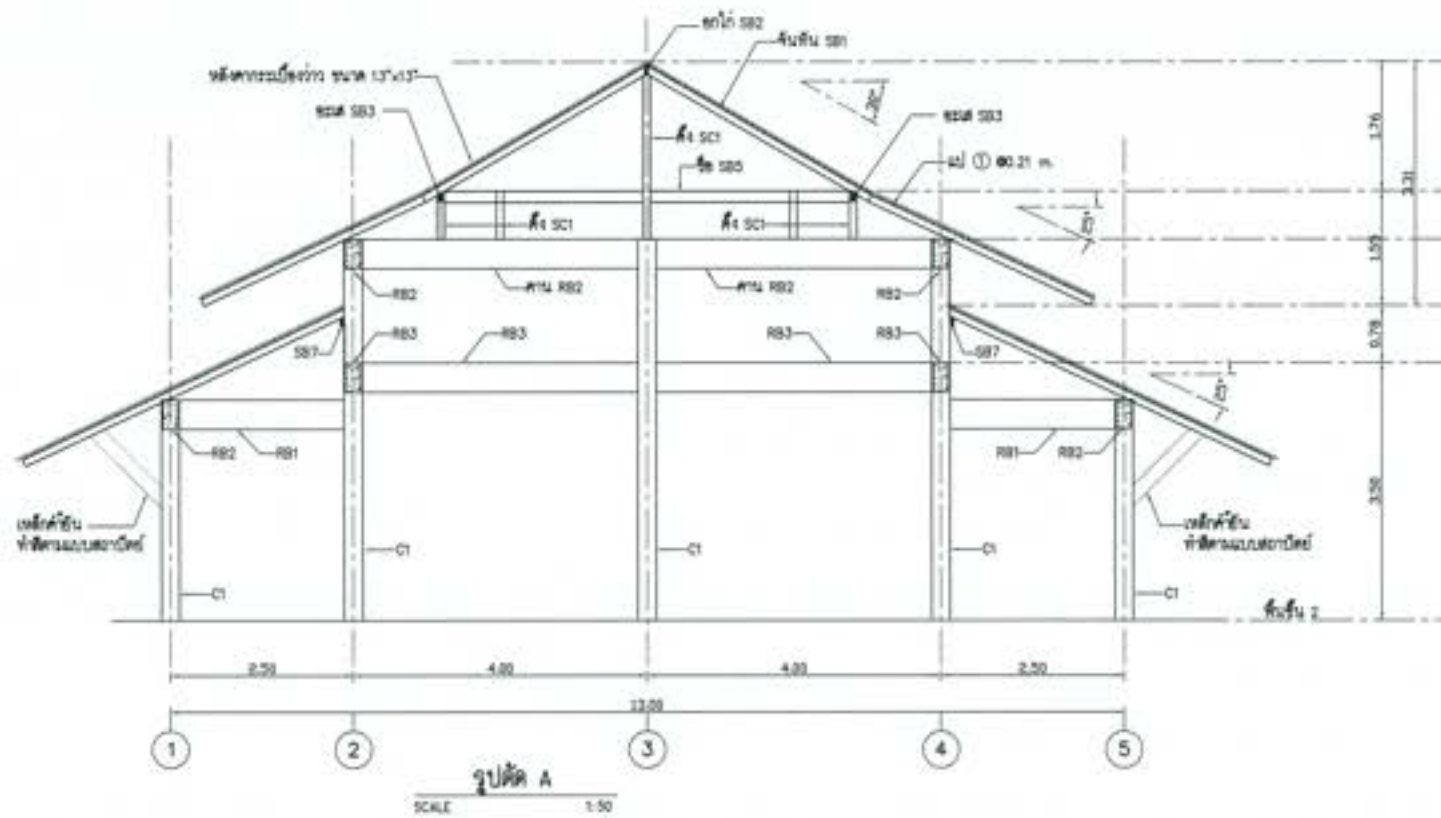 อกไก่ SB2
จันทัน SB1
หลังคากระเบื้องว่าว ขนาด 13"x13"
30°
อะเส SB3
อะเส SB3
ดั้ง SC1
แป ① @0.21 m.
ขื่อ SB5
1.76
3.31
25°
ดั้ง SC1
ดั้ง SC1
1.55
RB2
คาน RB2
คาน RB2
RB2
SB7
RB3
RB3
RB3
RB3
SB7
0.78
25°
RB2
RB1
RB1
RB2
3.50
เหล็กค้ำยัน
ทำสีตามแบบสถาปัตย์
เหล็กค้ำยัน
ทำสีตามแบบสถาปัตย์
C1
C1
C1
C1
C1
พื้นชั้น 2
2.50
4.00
4.00
2.50
13.00
1
2
3
4
5
รูปตัด A
SCALE 1:50